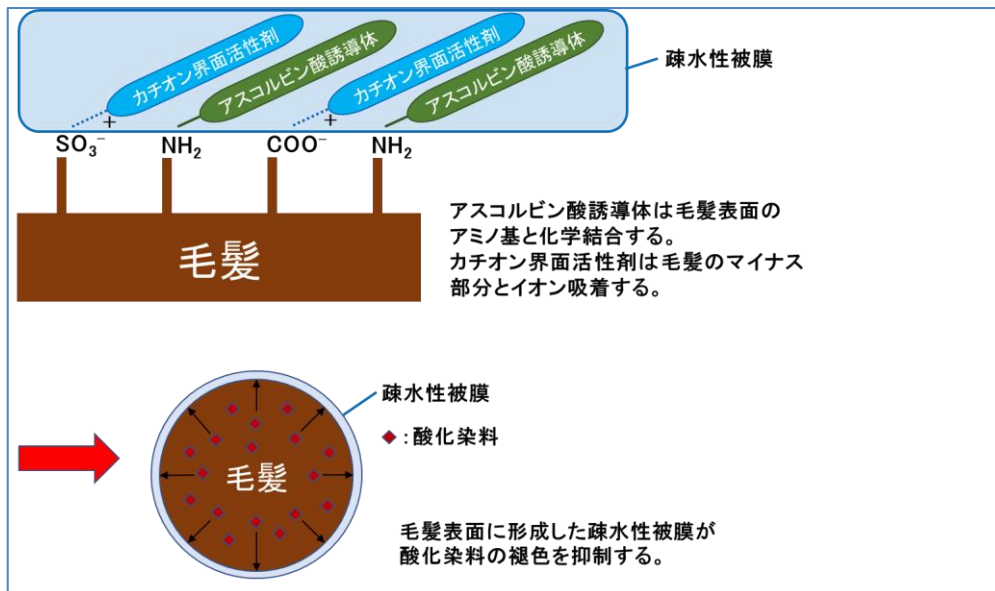 カチオン界面活性剤
アスコルビン酸誘導体
カチオン界面活性剤
アスコルビン酸誘導体
疎水性被膜
+
+
SO₃⁻ NH₂ COO⁻ NH₂
毛髪
アスコルビン酸誘導体は毛髪表面の
アミノ基と化学結合する。
カチオン界面活性剤は毛髪のマイナス
部分とイオン吸着する。
疎水性被膜
:酸化染料
毛髪
毛髪表面に形成した疎水性被膜が
酸化染料の褪色を抑制する。